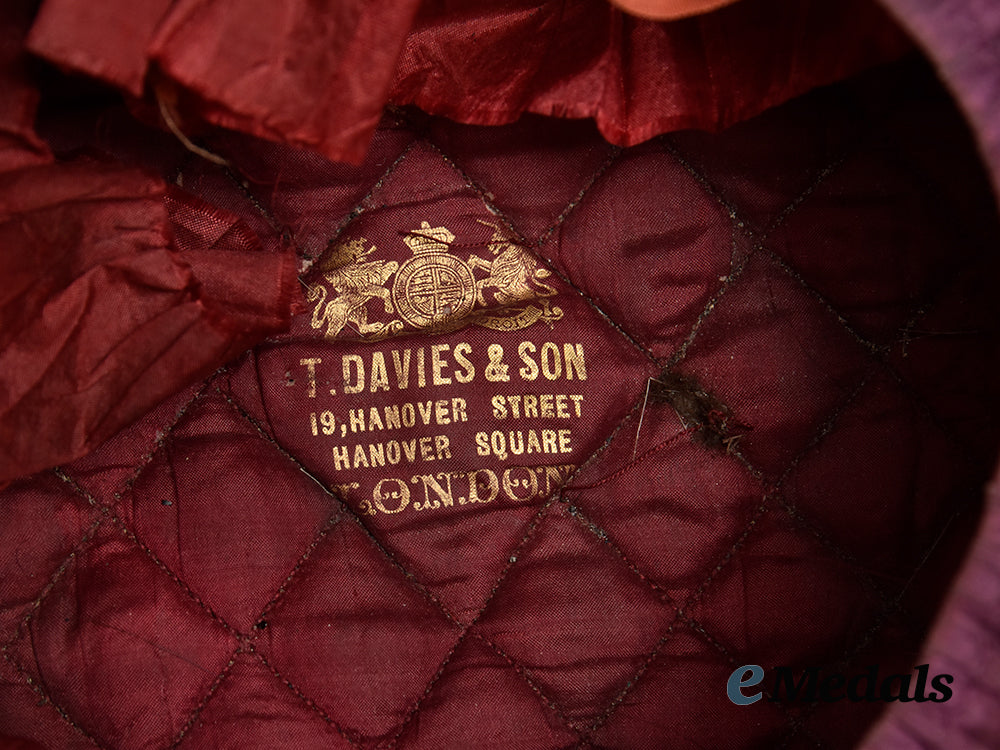 T. DAVIES & SON
19, HANOVER STREET
HANOVER SQUARE
LONDON
eMedals